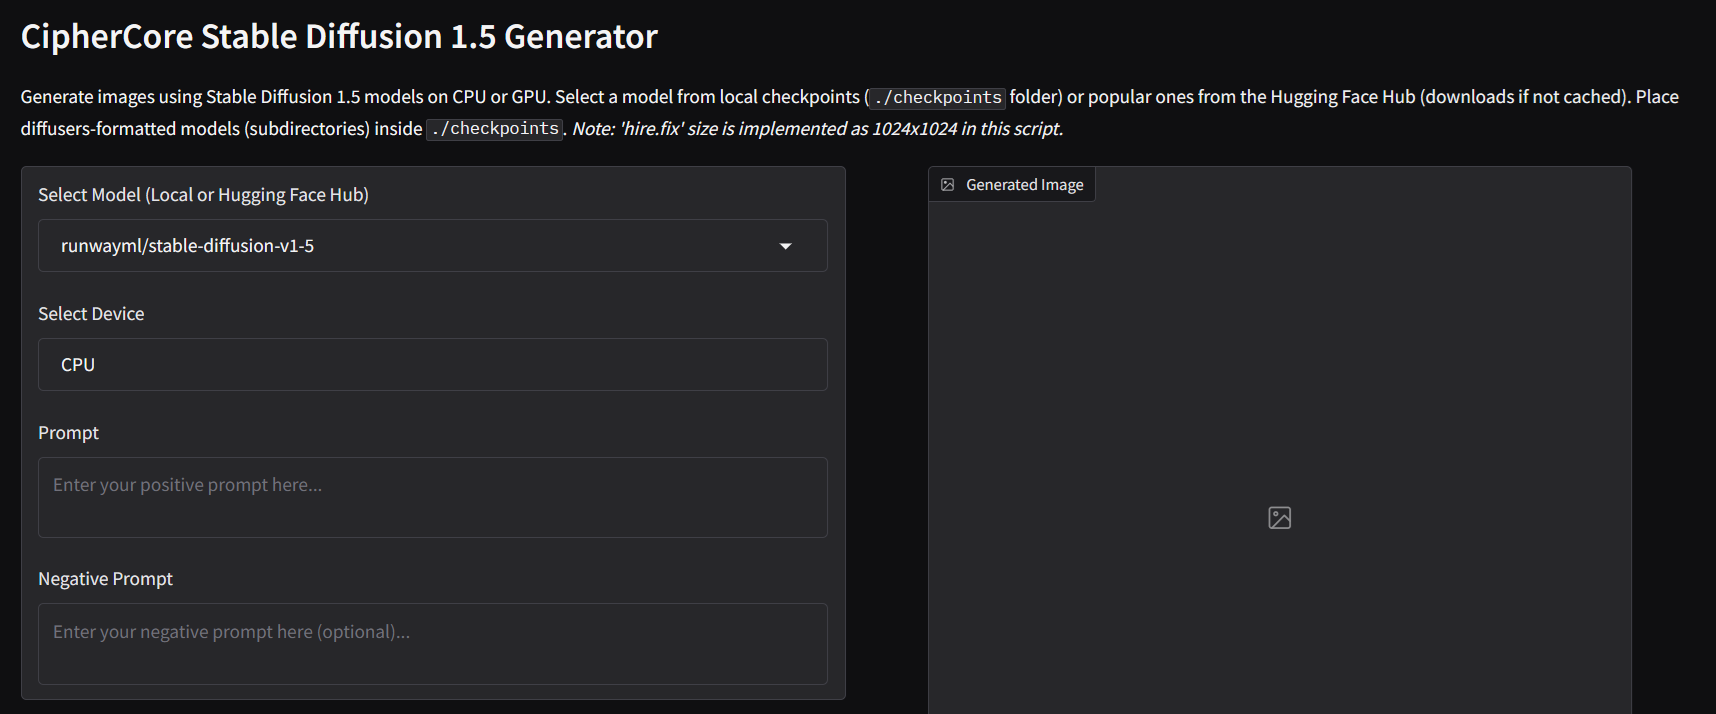 CipherCore Stable Diffusion 1.5 Generator
Generate images using Stable Diffusion 1.5 models on CPU or GPU. Select a model from local checkpoints ( ./checkpoints folder) or popular ones from the Hugging Face Hub (downloads if not cached). Place
diffusers-formatted models (subdirectories) inside ./checkpoints. Note: 'hire.fix' size is implemented as 1024x1024 in this script.
Select Model (Local or Hugging Face Hub)
runwayml/stable-diffusion-v1-5
Select Device
CPU
Prompt
Enter your positive prompt here...
Negative Prompt
Enter your negative prompt here (optional)...
Generated Image